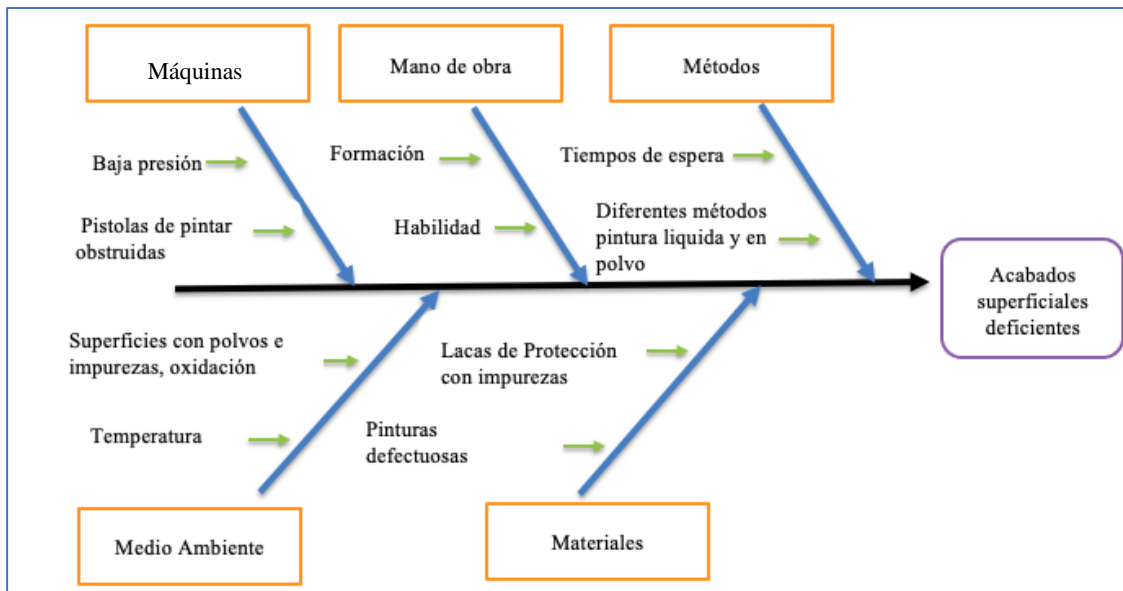 Máquinas
Mano de obra
Métodos
Baja presión
Formación
Tiempos de espera
Pistolas de pintar
obstruidas
Habilidad
Diferentes métodos
pintura liquida y en
polvo
Acabados
superficiales
deficientes
Superficies con polvos e
impurezas, oxidación
Lacas de Protección
con impurezas
Temperatura
Pinturas
defectuosas
Medio Ambiente
Materiales